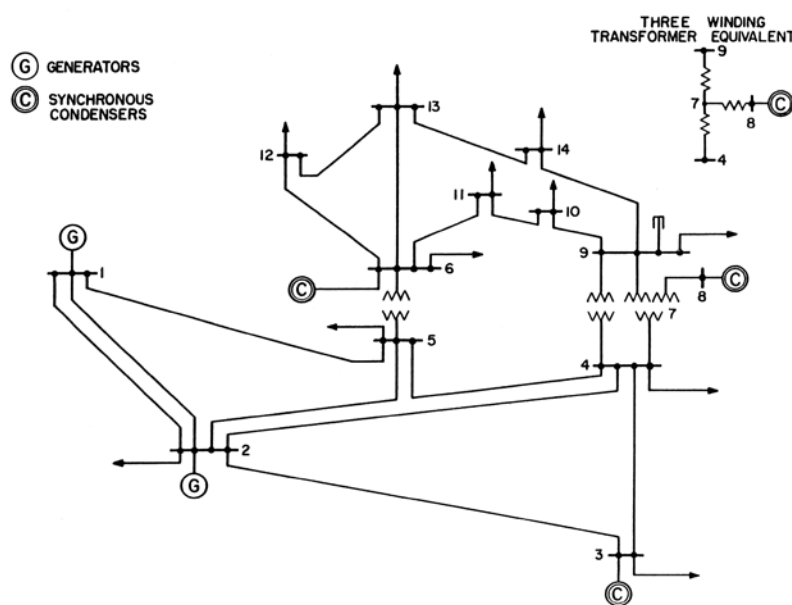 THREE WINDING
TRANSFORMER EQUIVALENT
9
7
C
8
4
G GENERATORS
C SYNCHRONOUS
CONDENSERS
13
12
14
11
10
G
1
9
6
C
8
C
7
5
4
2
G
3
C